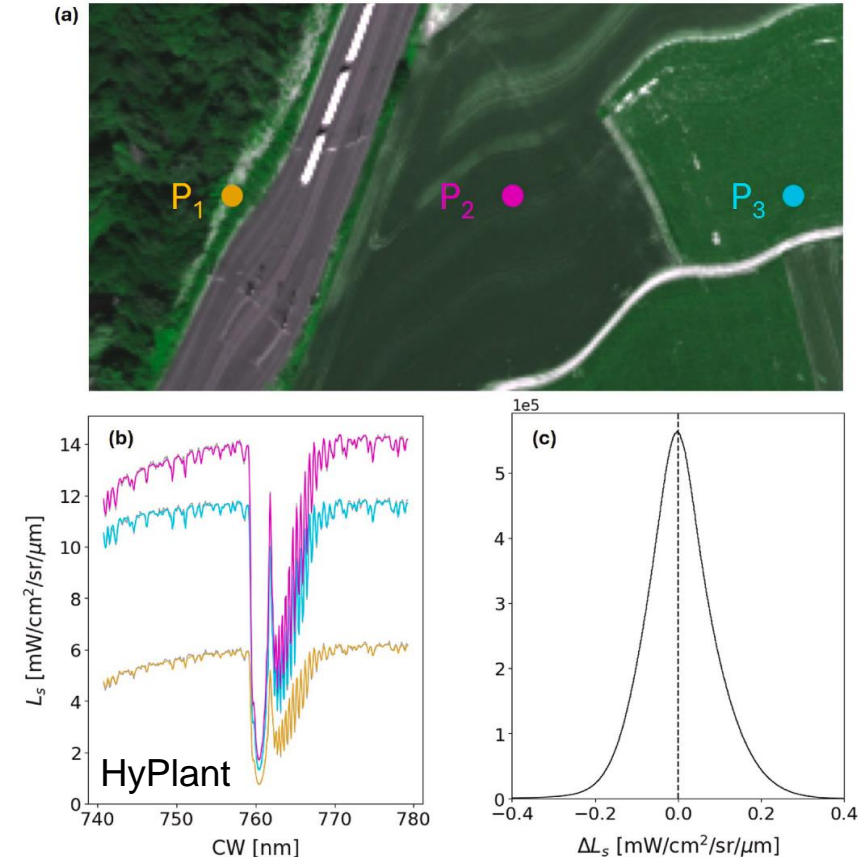 (a)
P₁
P₂
P₃
(b)
14
12
10
8
6
4
2
0
Lₛ [mW/cm²/sr/μm]
HyPlant
740
750
760
770
780
CW [nm]
1e5
(c)
5
4
3
2
1
0
−0.4
−0.2
0.0
0.2
0.4
ΔLₛ [mW/cm²/sr/μm]